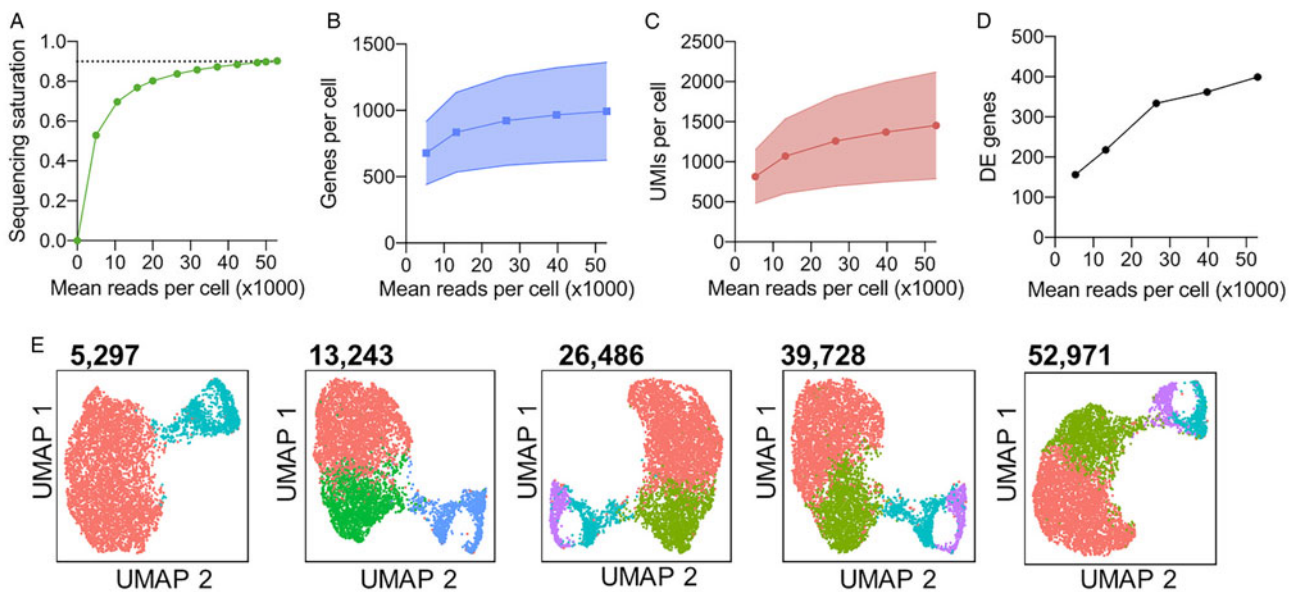 A
Sequencing saturation
1.0
0.8
0.6
0.4
0.2
0.0
0 10 20 30 40 50
Mean reads per cell (x1000)
B
Genes per cell
1500
1000
500
0
0 10 20 30 40 50
Mean reads per cell (x1000)
C
UMIs per cell
2500
2000
1500
1000
500
0
0 10 20 30 40 50
Mean reads per cell (x1000)
D
DE genes
500
400
300
200
100
0
0 10 20 30 40 50
Mean reads per cell (x1000)
E
5,297
UMAP 1
UMAP 2
13,243
UMAP 1
UMAP 2
26,486
UMAP 1
UMAP 2
39,728
UMAP 1
UMAP 2
52,971
UMAP 1
UMAP 2